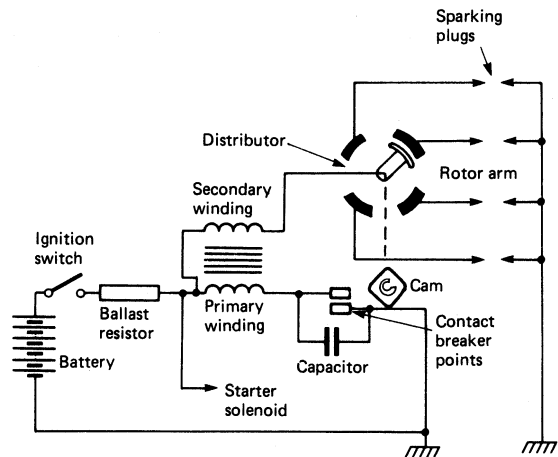 Sparking
plugs
Distributor
Rotor arm
Secondary
winding
Ignition
switch
Cam
Ballast
resistor
Primary
winding
Contact
breaker
points
Battery
Capacitor
Starter
solenoid